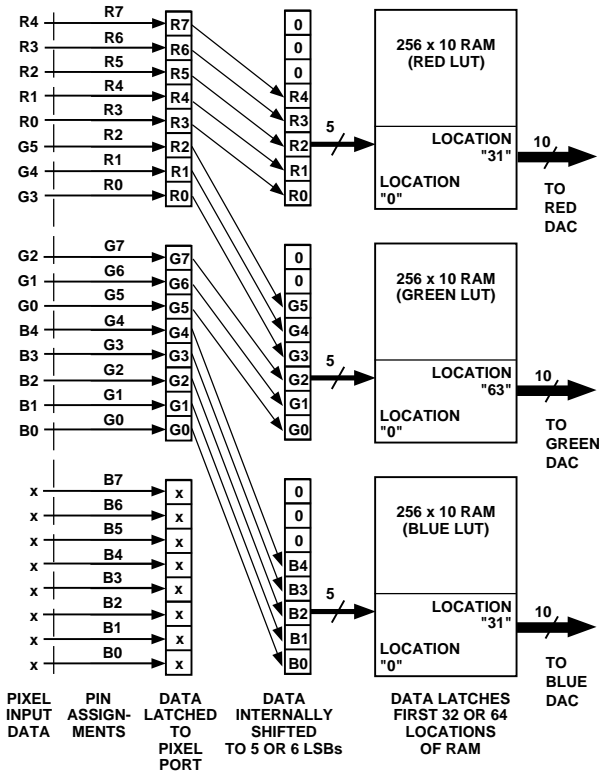 R4 R7 R7 0
R3 R6 R6 0 256 x 10 RAM
R2 R5 R5 0 (RED LUT)
R1 R4 R4 R4
R0 R3 R3 R3 5
G5 R2 R2 R2 LOCATION 10
G4 R1 R1 R1 "31"
G3 R0 R0 R0 LOCATION
"0"
TO
RED
DAC
G2 G7 G7 0
G1 G6 G6 0 256 x 10 RAM
G0 G5 G5 G5 (GREEN LUT)
B4 G4 G4 G4
B3 G3 G3 G3 5
B2 G2 G2 G2 LOCATION 10
B1 G1 G1 G1 "63"
B0 G0 G0 G0 LOCATION
"0"
TO
GREEN
DAC
x B7 x 0
x B6 x 0 256 x 10 RAM
x B5 x 0 (BLUE LUT)
x B4 x B4
x B3 x B3 5
x B2 x B2 LOCATION 10
x B1 x B1 "31"
x B0 x B0 LOCATION
"0"
TO
BLUE
DAC
PIXEL
INPUT
DATA
PIN
ASSIGN-
MENTS
DATA
LATCHED
TO
PIXEL
PORT
DATA
INTERNALLY
SHIFTED
TO 5 OR 6 LSBs
DATA LATCHES
FIRST 32 OR 64
LOCATIONS
OF RAM